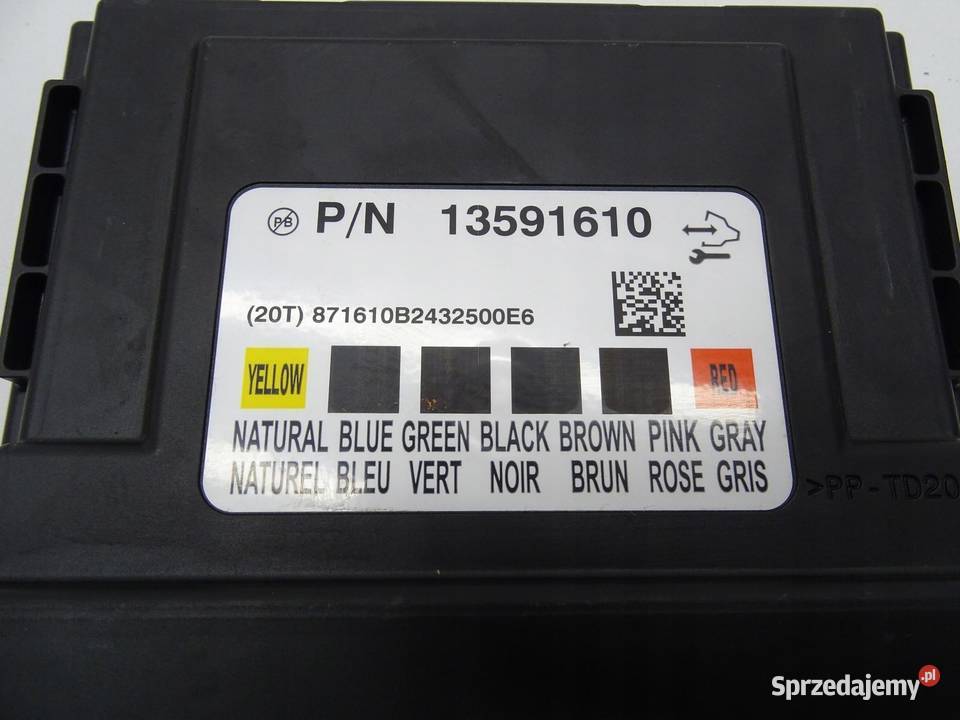 PB P/N 13591610
(20T) 871610B2432500E6
YELLOW RED
NATURAL BLUE GREEN BLACK BROWN PINK GRAY
NATUREL BLEU VERT NOIR BRUN ROSE GRIS
>PP-TD20
Sprzedajemy.pl